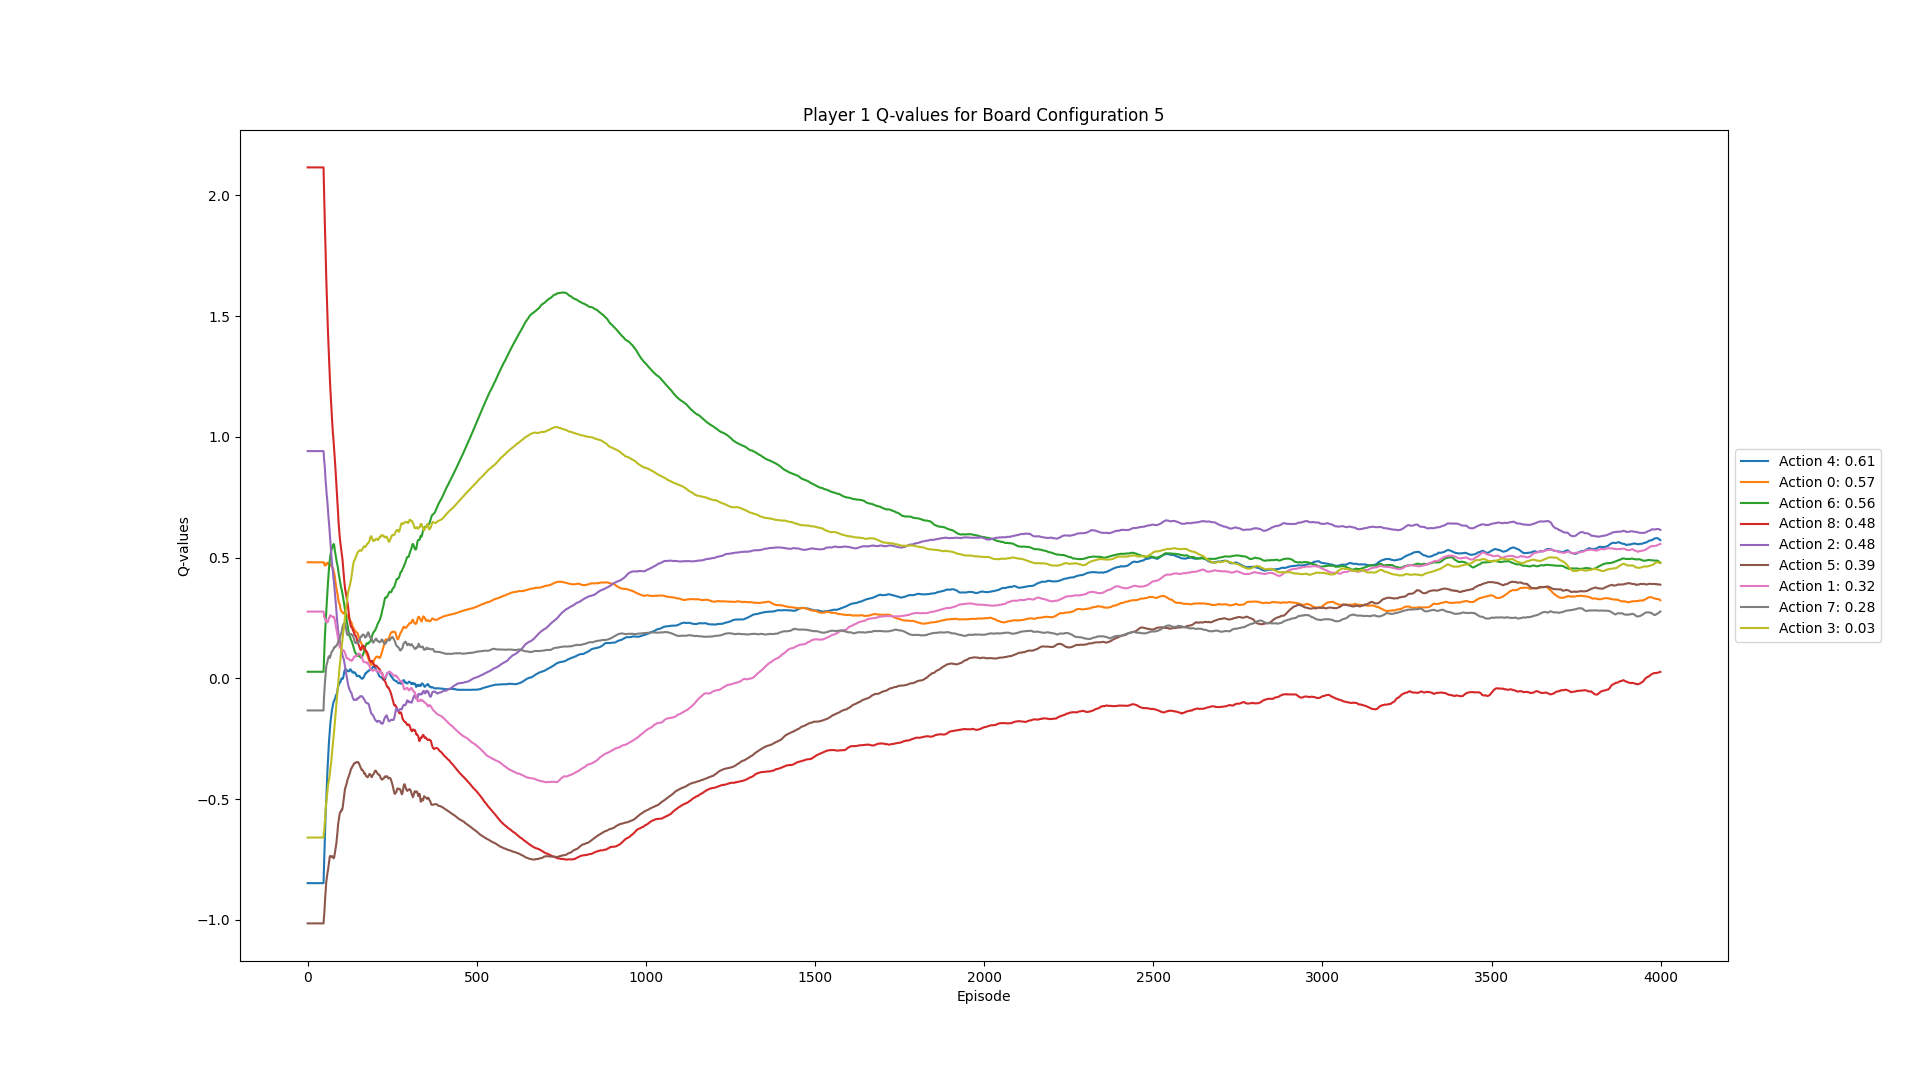 Player 1 Q-values for Board Configuration 5
Q-values
2.0
1.5
1.0
0.5
0.0
−0.5
−1.0
0
500
1000
1500
2000
2500
3000
3500
4000
Episode
Action 4: 0.61
Action 0: 0.57
Action 6: 0.56
Action 8: 0.48
Action 2: 0.48
Action 5: 0.39
Action 1: 0.32
Action 7: 0.28
Action 3: 0.03